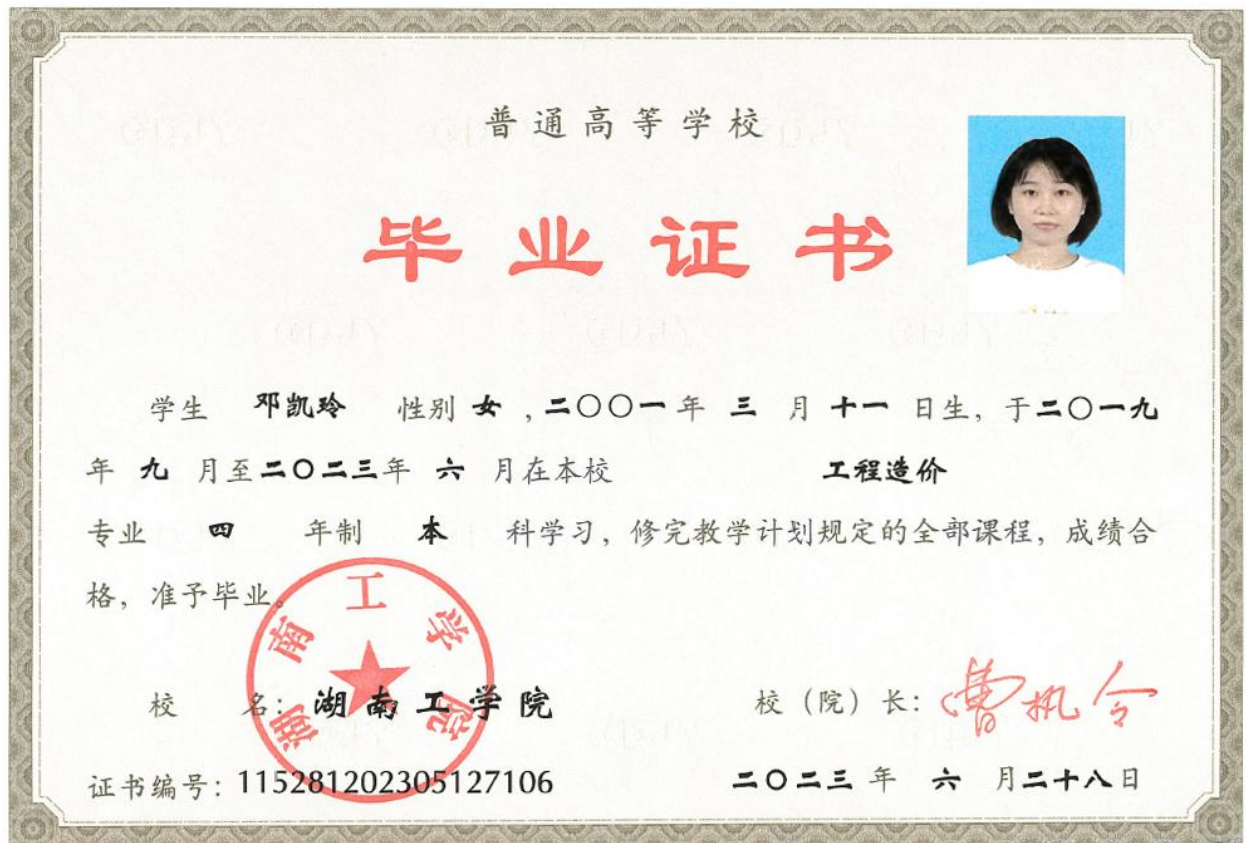 普通高等学校
毕业证书
学生 邓凯玲 性别 女 ，二〇〇一 年 三 月 十一 日生，于二〇一九
年 九 月至二〇二三年 六 月在本校 工程造价
专业 四 年制 本 科学习，修完教学计划规定的全部课程，成绩合
格，准予毕业。
湖南工学院
校 名：湖南工学院
校（院）长：曹执令
证书编号：115281202305127106
二〇二三 年 六 月二十八日